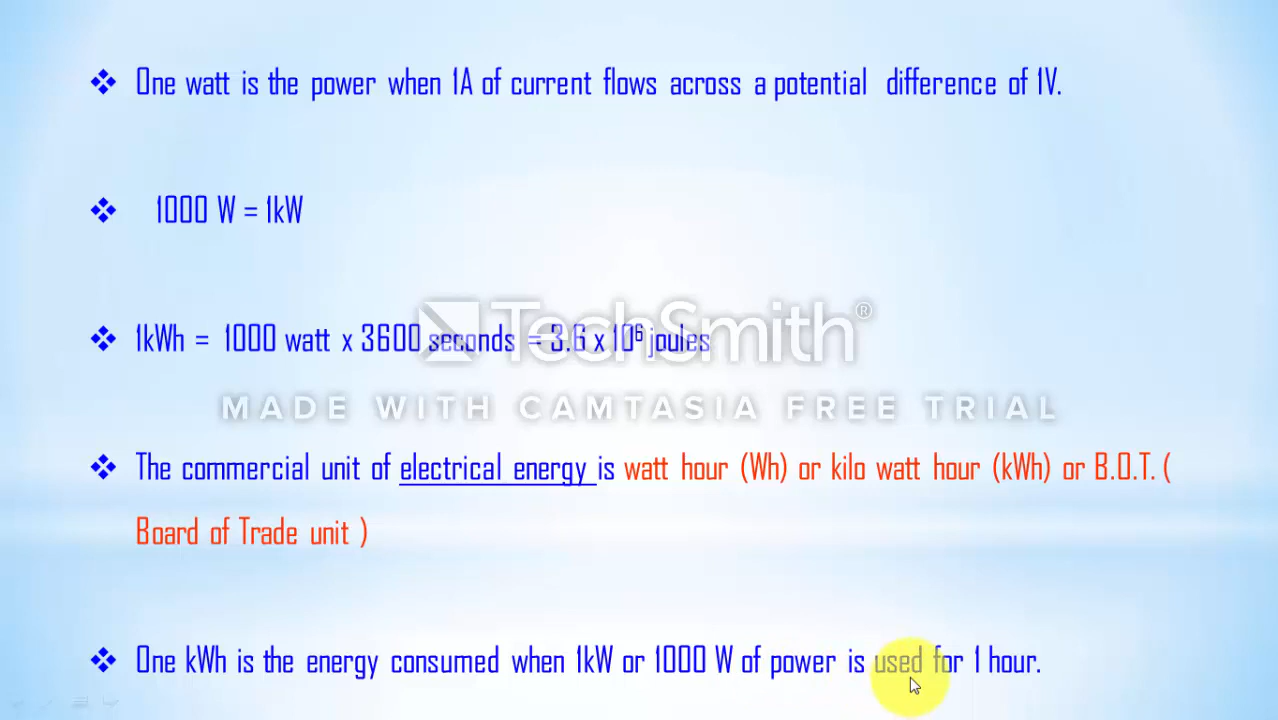 One watt is the power when 1A of current flows across a potential difference of 1V.
1000 W = 1kW
1kWh = 1000 watt x 3600 seconds = 3.6 x 10⁶ joules
TechSmith®
MADE WITH CAMTASIA FREE TRIAL
The commercial unit of electrical energy is watt hour (Wh) or kilo watt hour (kWh) or B.O.T. (
Board of Trade unit )
One kWh is the energy consumed when 1kW or 1000 W of power is used for 1 hour.